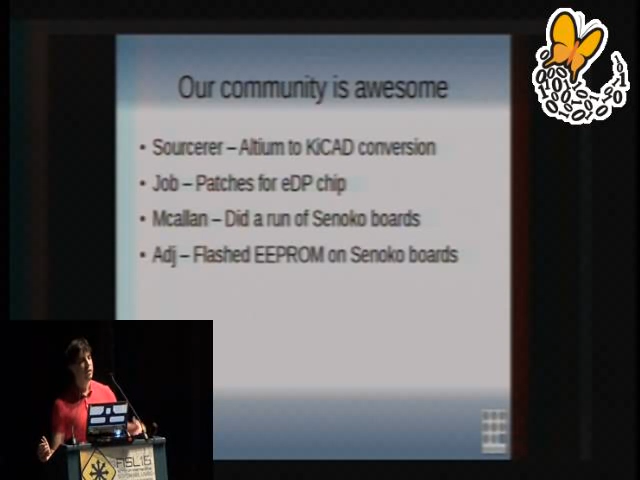 Our community is awesome
• Sourcerer – Altium to KiCAD conversion
• Job – Patches for eDP chip
• Mcallan – Did a run of Senoko boards
• Adj – Flashed EEPROM on Senoko boards
FISL16